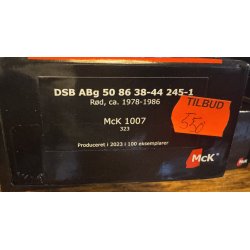 DSB ABg 50 86 38-44 245-1
Rød, ca. 1978-1986
McK 1007
323
Produceret i 2023 i 100 eksemplarer
TILBUD
550
McK